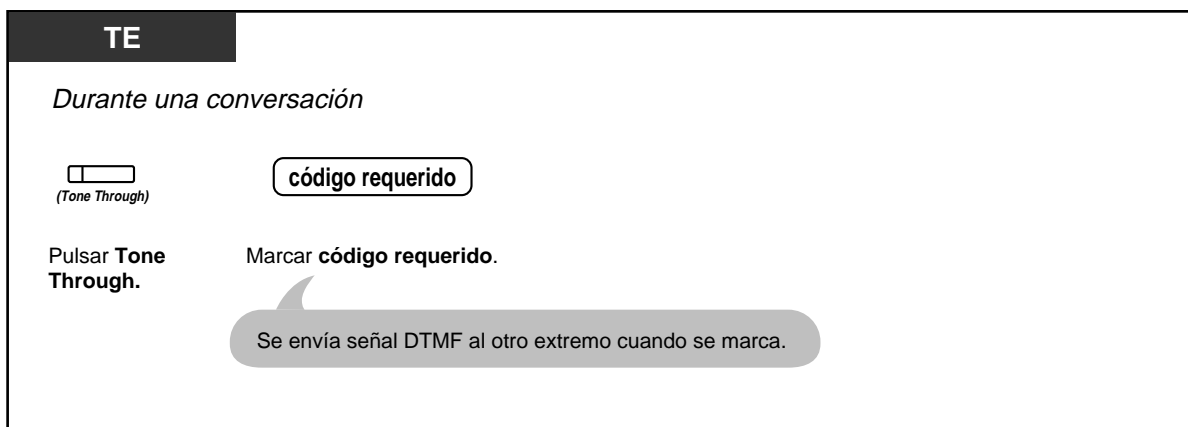 TE
Durante una conversación
(Tone Through)
código requerido
Pulsar Tone
Through.
Marcar código requerido.
Se envía señal DTMF al otro extremo cuando se marca.